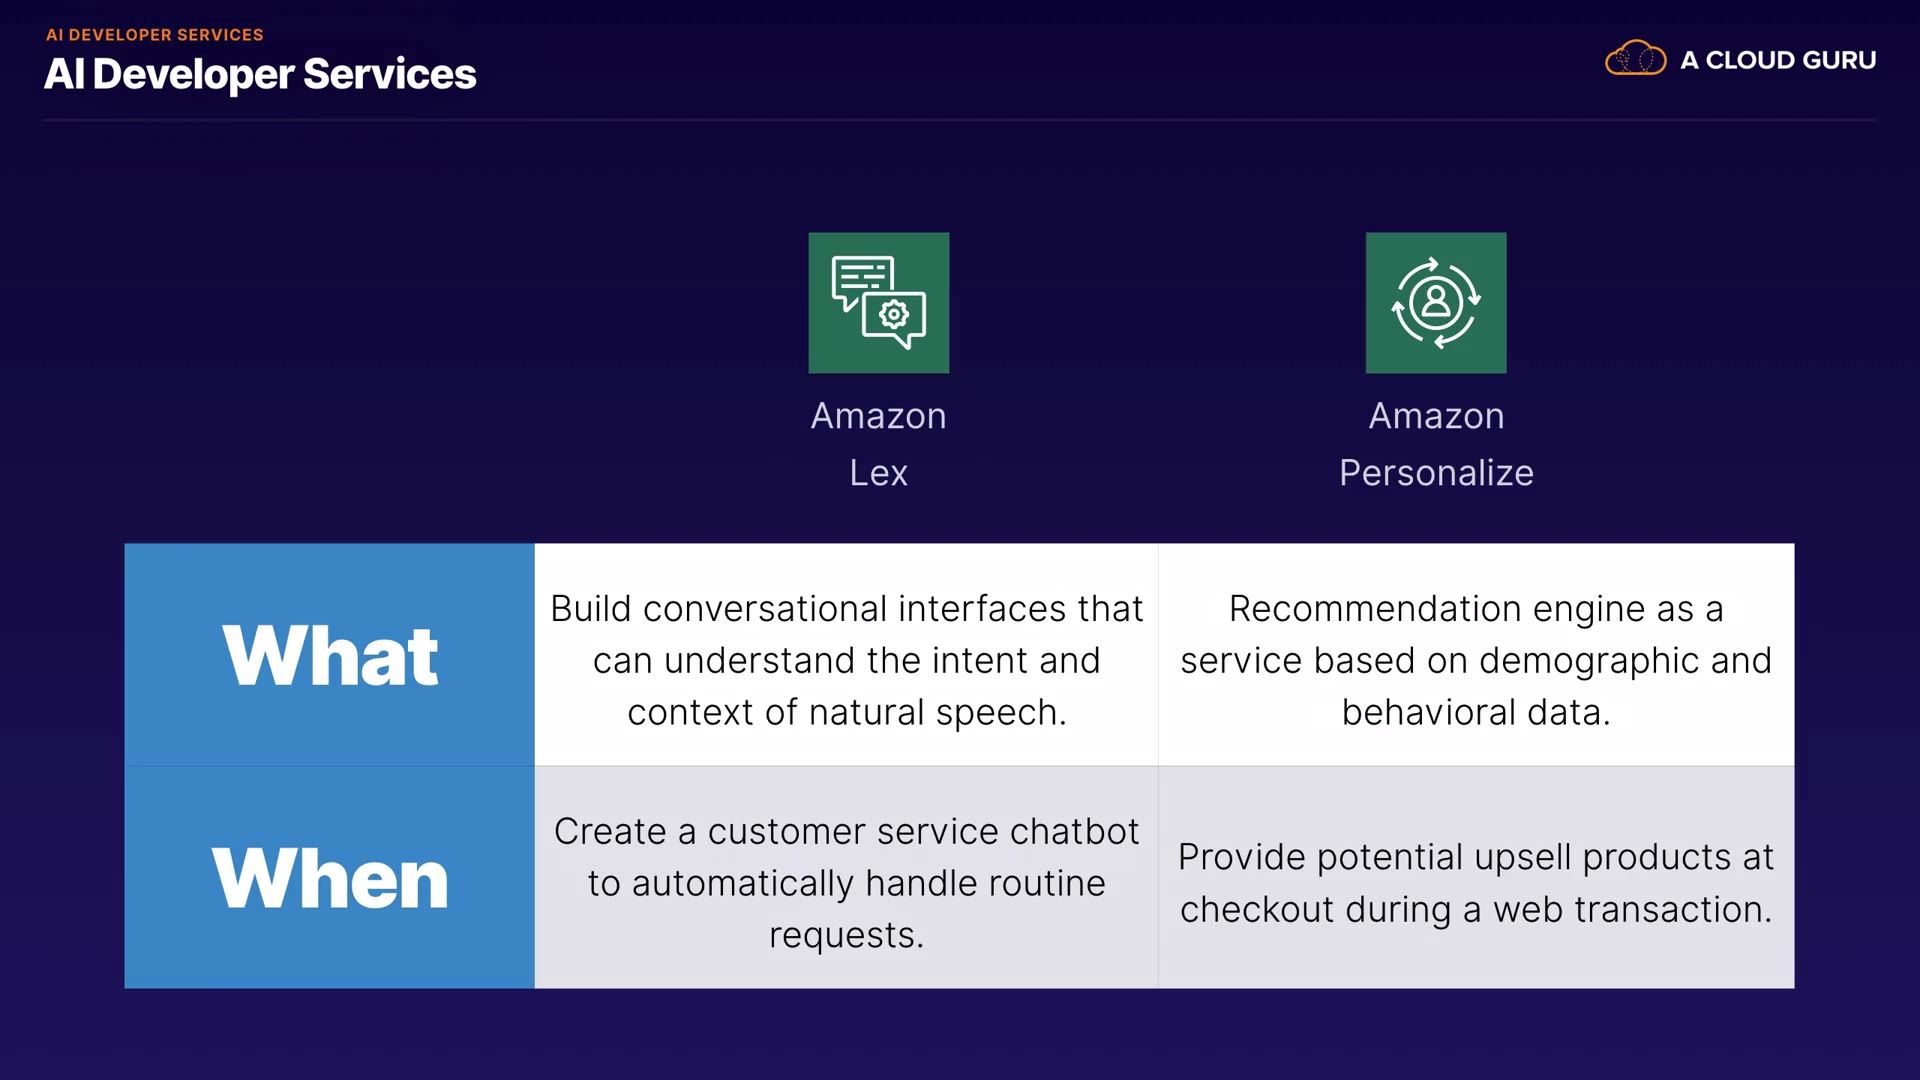 AI DEVELOPER SERVICES
AI Developer Services
A CLOUD GURU
Amazon
Lex
Amazon
Personalize
What
Build conversational interfaces that
can understand the intent and
context of natural speech.
Recommendation engine as a
service based on demographic and
behavioral data.
When
Create a customer service chatbot
to automatically handle routine
requests.
Provide potential upsell products at
checkout during a web transaction.